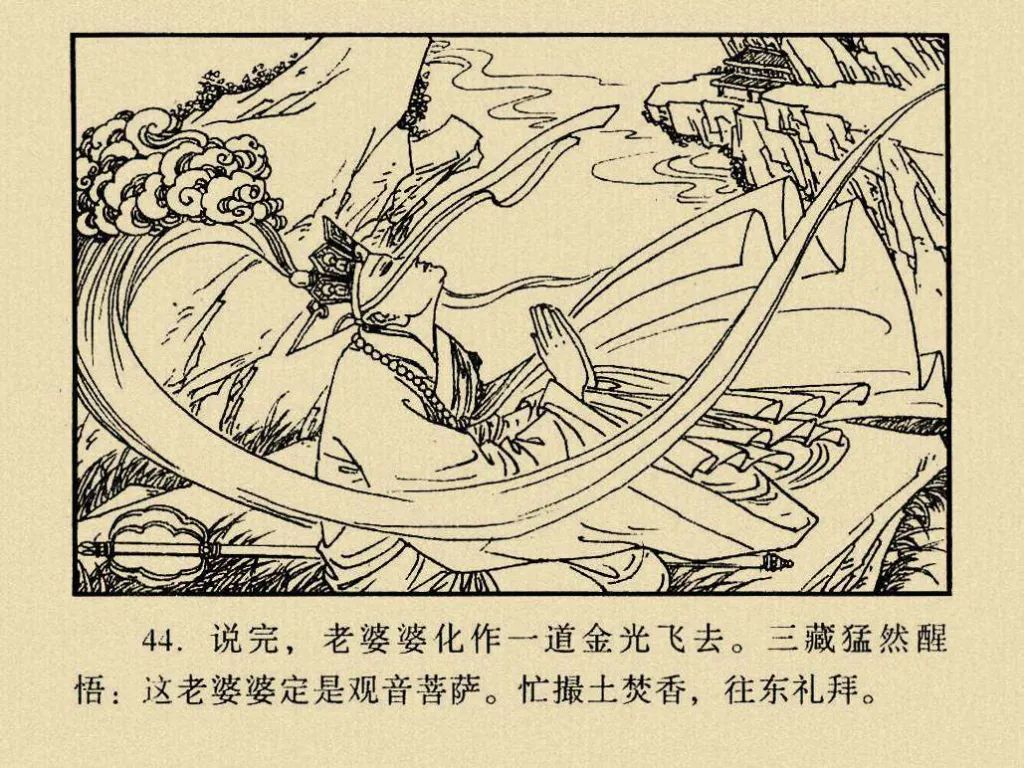 44. 说完，老婆婆化作一道金光飞去。三藏猛然醒
悟：这老婆婆定是观音菩萨。忙撮土焚香，往东礼拜。